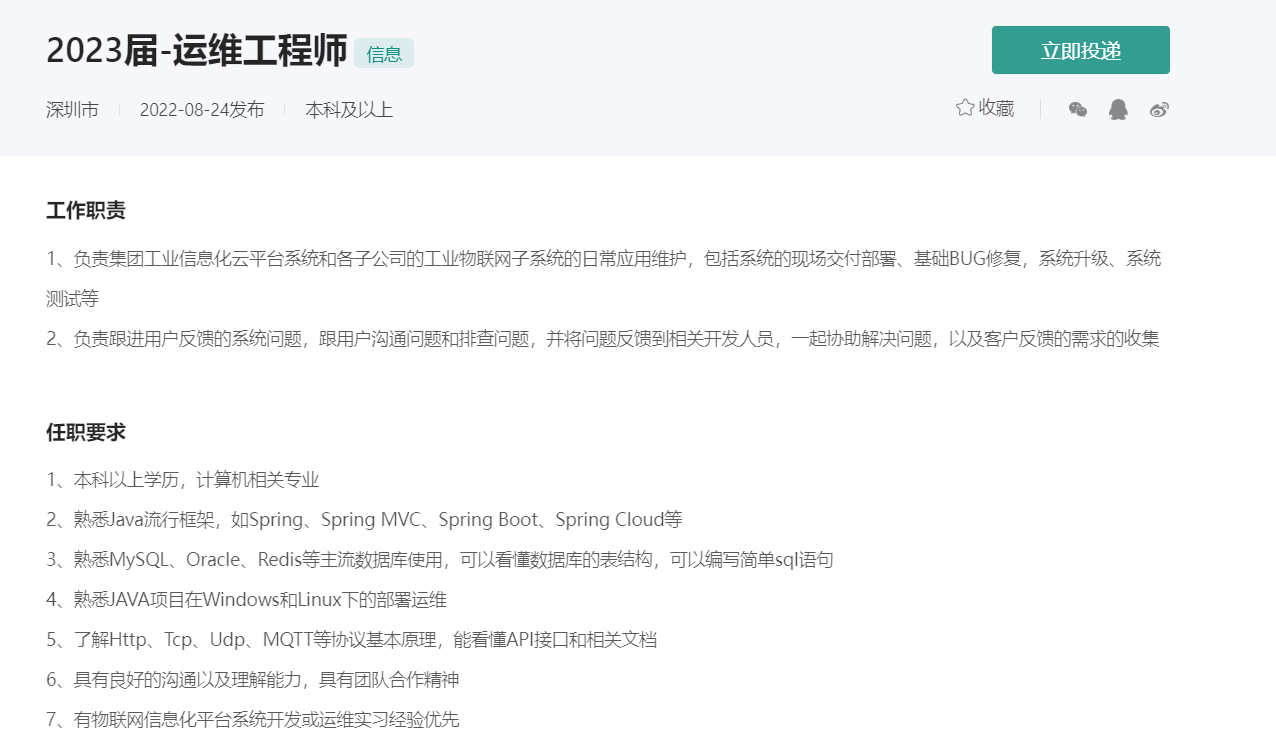 2023届-运维工程师 信息
立即投递
深圳市 2022-08-24发布 本科及以上
收藏
工作职责
1、负责集团工业信息化云平台系统和各子公司的工业物联网子系统的日常应用维护，包括系统的现场交付部署、基础BUG修复，系统升级、系统
测试等
2、负责跟进用户反馈的系统问题，跟用户沟通问题和排查问题，并将问题反馈到相关开发人员，一起协助解决问题，以及客户反馈的需求的收集
任职要求
1、本科以上学历，计算机相关专业
2、熟悉Java流行框架，如Spring、Spring MVC、Spring Boot、Spring Cloud等
3、熟悉MySQL、Oracle、Redis等主流数据库使用，可以看懂数据库的表结构，可以编写简单sql语句
4、熟悉JAVA项目在Windows和Linux下的部署运维
5、了解Http、Tcp、Udp、MQTT等协议基本原理，能看懂API接口和相关文档
6、具有良好的沟通以及理解能力，具有团队合作精神
7、有物联网信息化平台系统开发或运维实习经验优先